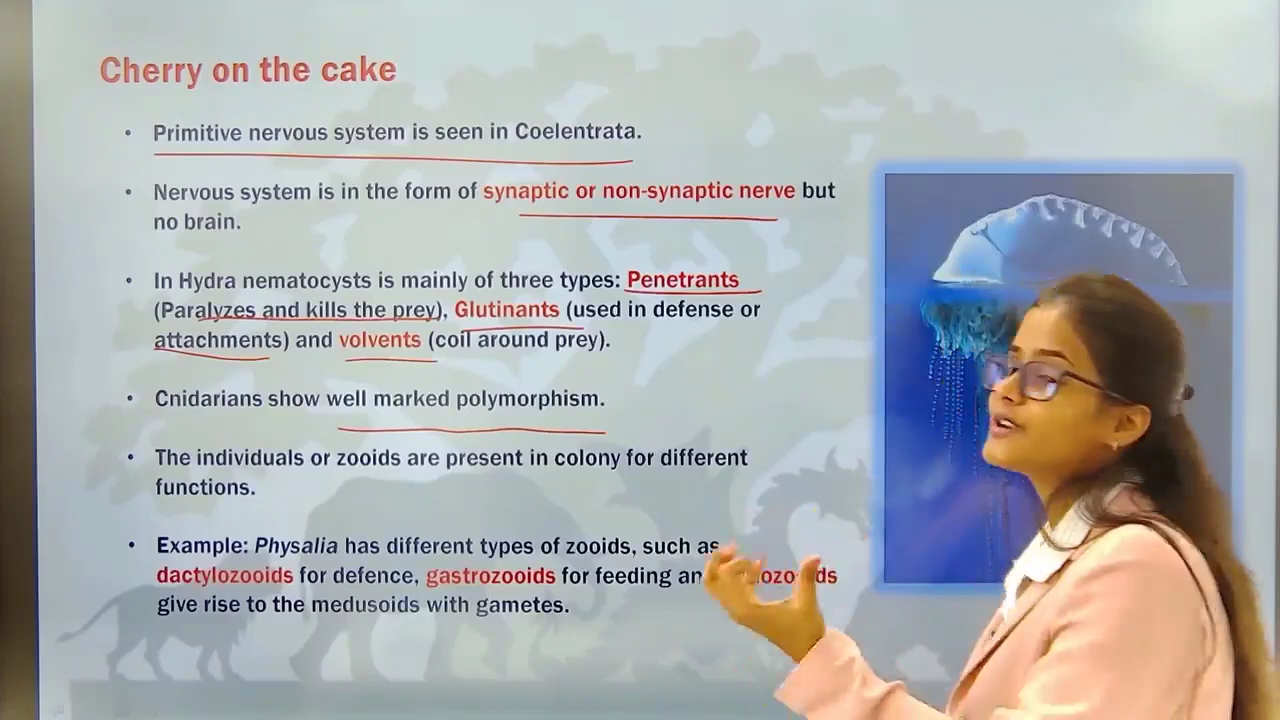 Cherry on the cake
• Primitive nervous system is seen in Coelentrata.
• Nervous system is in the form of synaptic or non-synaptic nerve but
no brain.
• In Hydra nematocysts is mainly of three types: Penetrants
(Paralyzes and kills the prey), Glutinants (used in defense or
attachments) and volvents (coil around prey).
• Cnidarians show well marked polymorphism.
• The individuals or zooids are present in colony for different
functions.
• Example: Physalia has different types of zooids, such as
dactylozooids for defence, gastrozooids for feeding
give rise to the medusoids with gametes.